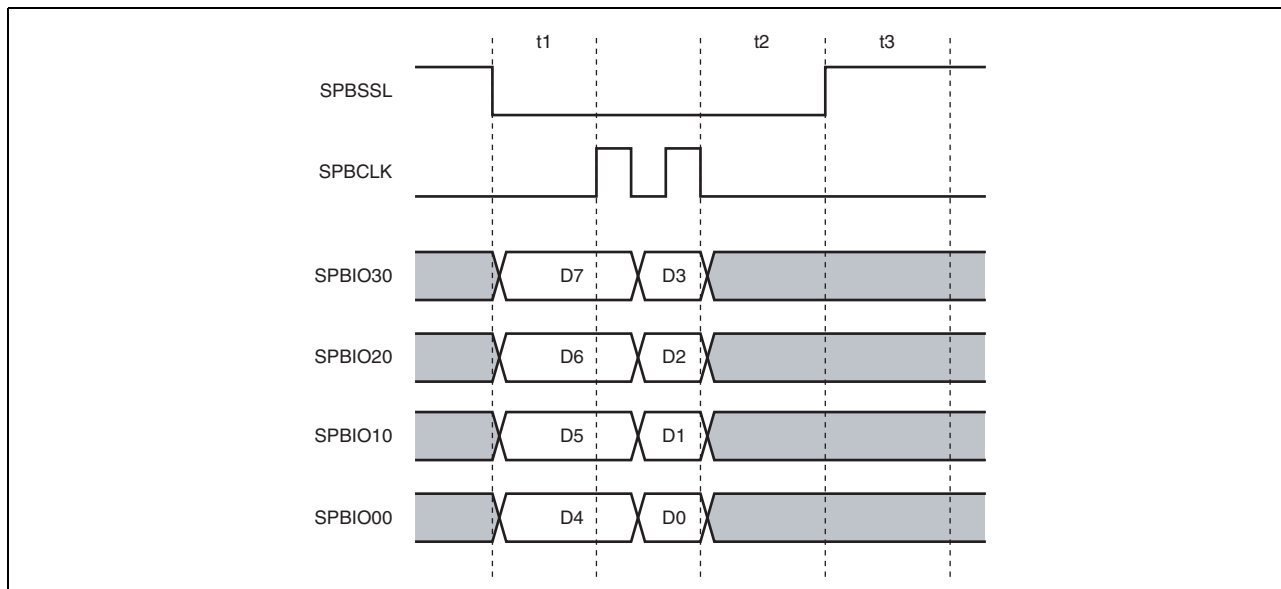 t1 t2 t3
SPBSSL
SPBCLK
SPBIO30 D7 D3
SPBIO20 D6 D2
SPBIO10 D5 D1
SPBIO00 D4 D0